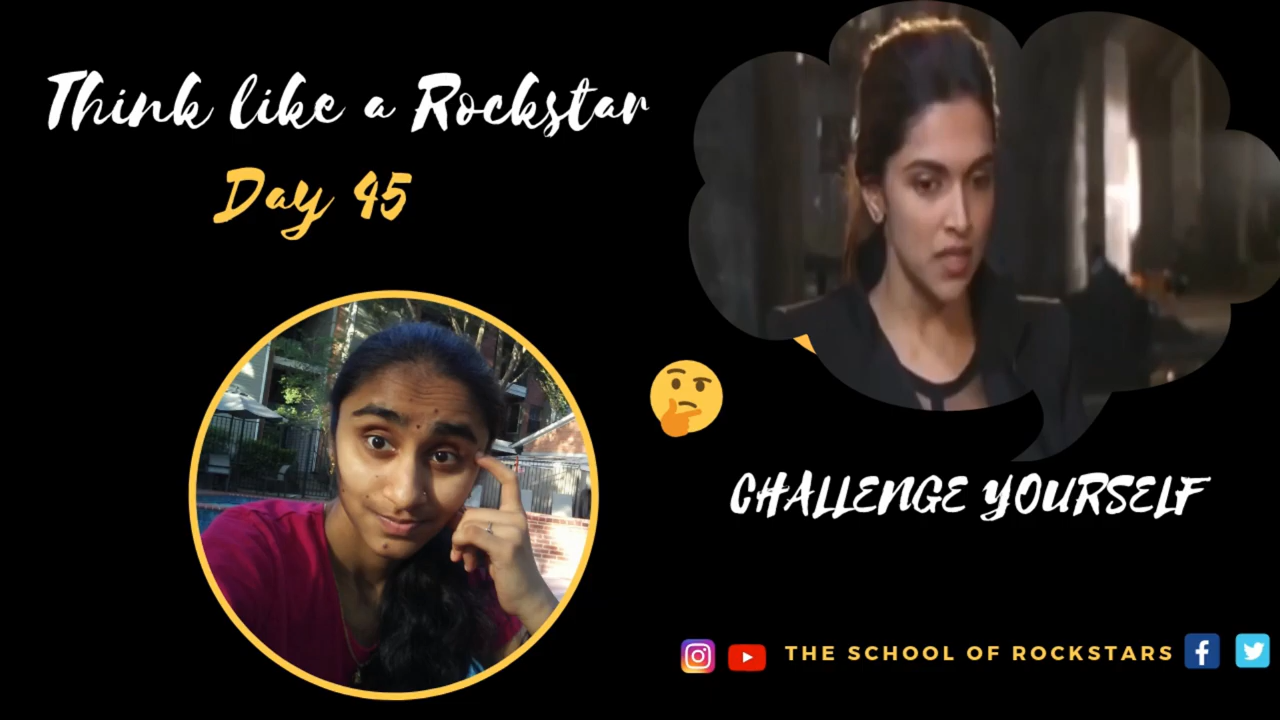 Think like a Rockstar
Day 45
CHALLENGE YOURSELF
THE SCHOOL OF ROCKSTARS